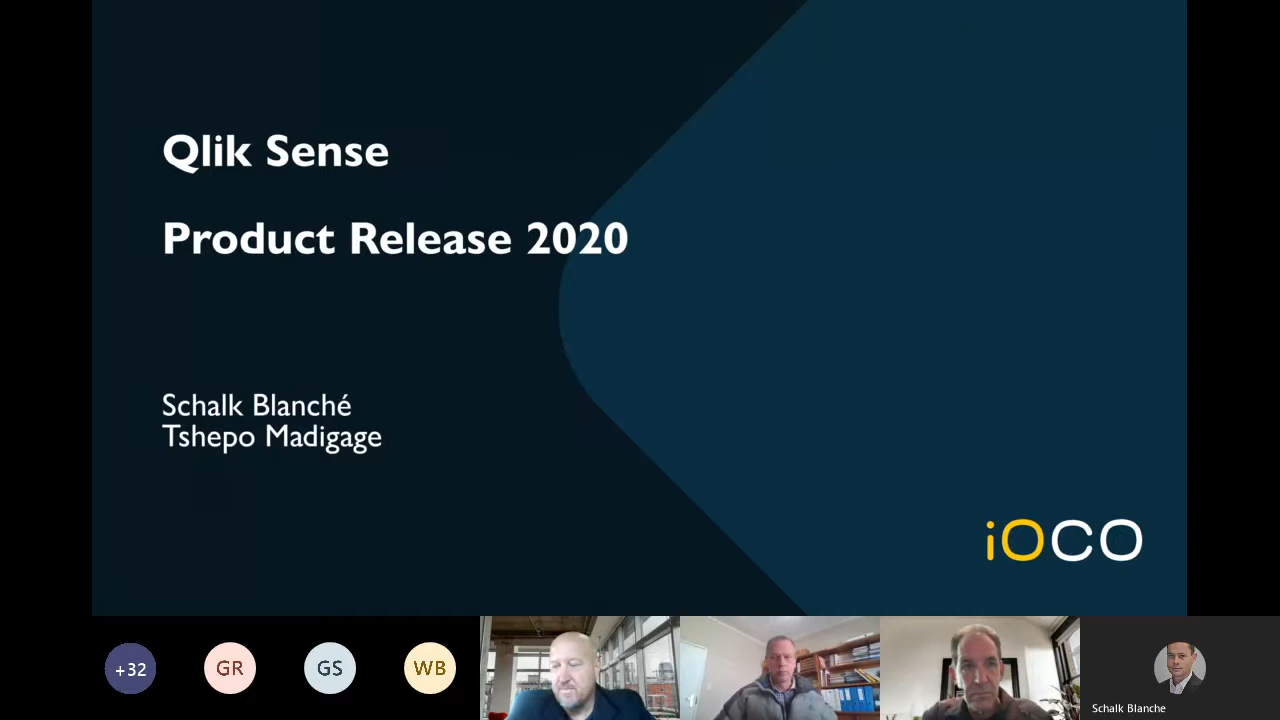 Qlik Sense
Product Release 2020
Schalk Blanché
Tshepo Madigage
iOCO
+32
GR
GS
WB
Schalk Blanche